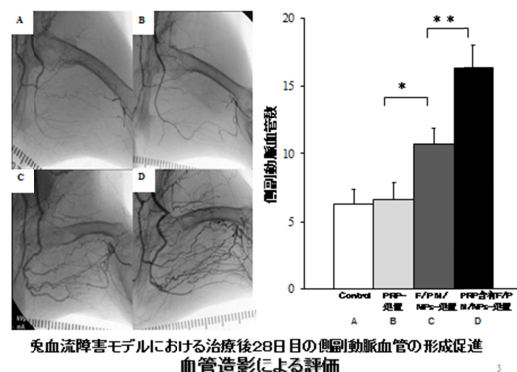 A
B
C
D
側副動脈血管数
20
15
10
5
0
*
**
Control
PRP-処置
F/P M/NPs-処置
PRP含有F/P M/NPs-処置
A
B
C
D
兎血流障害モデルにおける治療後28日目の側副動脈血管の形成促進
血管造影による評価
3